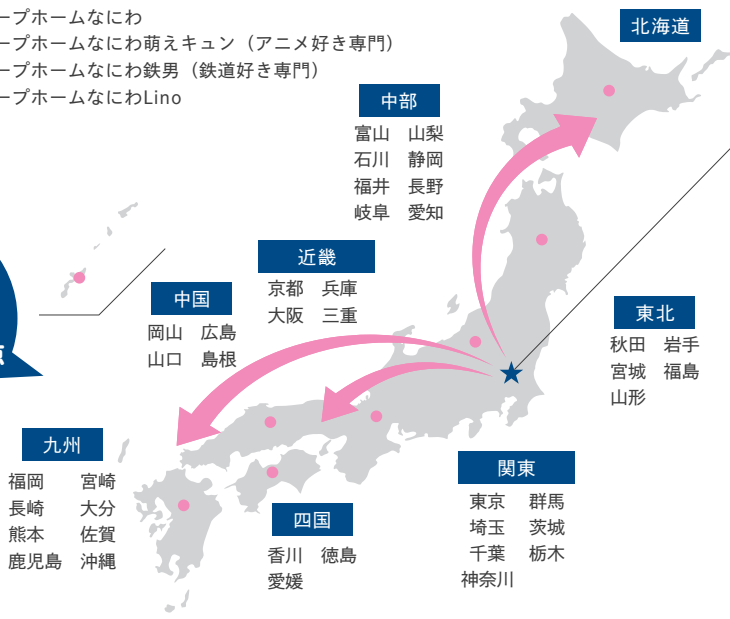 ープホームなにわ
ープホームなにわ萌えキュン（アニメ好き専門）
ープホームなにわ鉄男（鉄道好き専門）
ープホームなにわLino
北海道
中部
富山 山梨
石川 静岡
福井 長野
岐阜 愛知
近畿
京都 兵庫
大阪 三重
中国
岡山 広島
山口 島根
東北
秋田 岩手
宮城 福島
山形
九州
福岡 宮崎
長崎 大分
熊本 佐賀
鹿児島 沖縄
四国
香川 徳島
愛媛
関東
東京 群馬
埼玉 茨城
千葉 栃木
神奈川